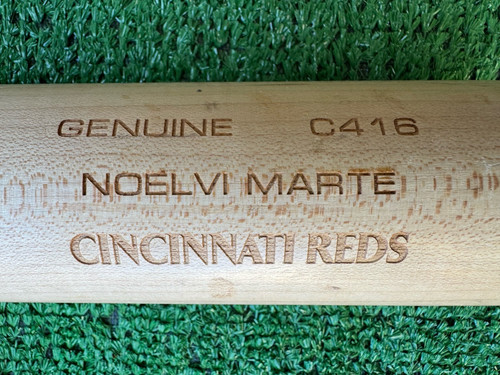 GENUINE C416
NOELVI MARTE
CINCINNATI REDS